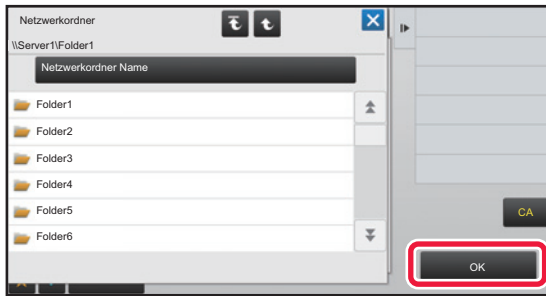 Netzwerkordner
\\Server1\Folder1
Netzwerkordner Name
Folder1
Folder2
Folder3
Folder4
Folder5
Folder6
CA
OK